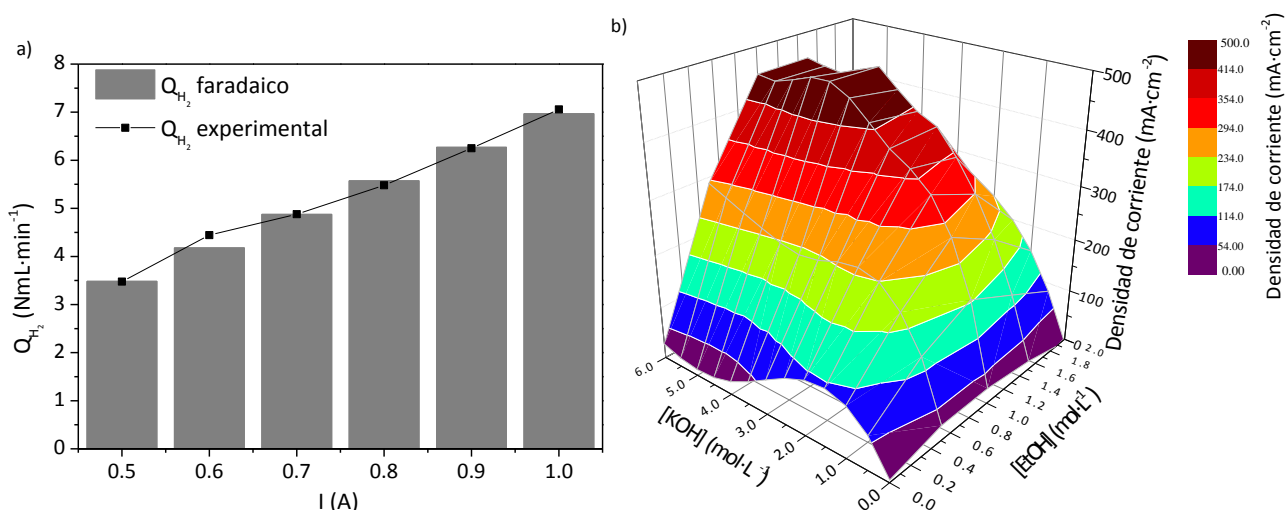 a)
8
7
6
5
4
3
2
1
0
Q_H₂ (NmL·min⁻¹)
Q_H₂ faradaico
Q_H₂ experimental
0.5 0.6 0.7 0.8 0.9 1.0
I (A)
b)
500
400
300
200
100
0
Densidad de corriente (mA·cm⁻²)
6.0 5.0 4.0 3.0 2.0 1.0 0.0
[KOH] (mol·L⁻¹)
0.0 0.2 0.4 0.6 0.8 1.0 1.2 1.4 1.6 1.8 2.0
[EtOH] (mol·L⁻¹)
500.0
414.0
354.0
294.0
234.0
174.0
114.0
54.00
0.00
Densidad de corriente (mA·cm⁻²)